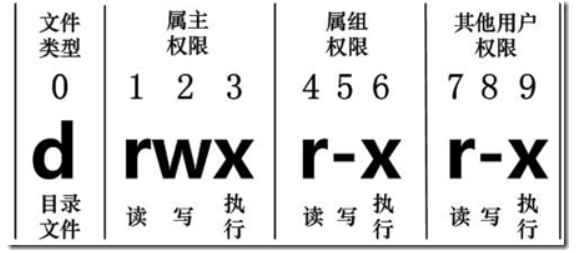 文件 属主 属组 其他用户
类型 权限 权限 权限
0 1 2 3 4 5 6 7 8 9
d rwx r-x r-x
目录 读 写 执 读 写 执 读 写 执
文件 行 行 行